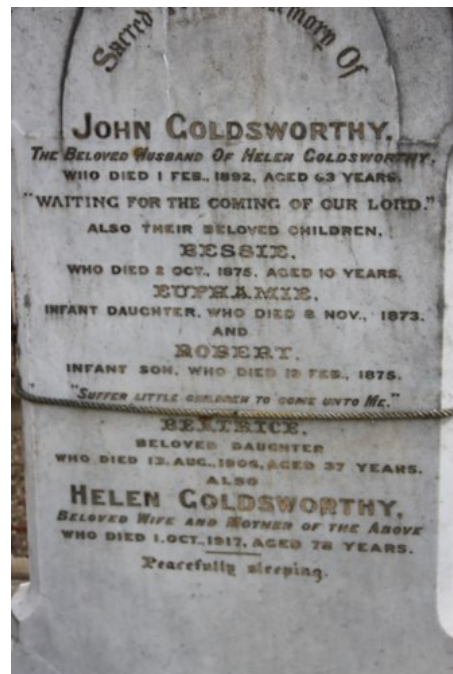 Sacred To The Memory Of
JOHN GOLDSWORTHY,
THE BELOVED HUSBAND OF HELEN GOLDSWORTHY,
WHO DIED 1 FEB., 1892, AGED 63 YEARS.
"WAITING FOR THE COMING OF OUR LORD."
ALSO THEIR BELOVED CHILDREN,
BESSIE,
WHO DIED 2 OCT., 1875, AGED 10 YEARS.
EUPHAMIE,
INFANT DAUGHTER, WHO DIED 8 NOV., 1873.
AND
ROBERT,
INFANT SON, WHO DIED FEB., 1875.
"SUFFER LITTLE CHILDREN TO COME UNTO ME."
BEATRICE,
BELOVED DAUGHTER
WHO DIED AUG., AGED 37 YEARS.
ALSO
HELEN GOLDSWORTHY,
BELOVED WIFE AND MOTHER OF THE ABOVE
WHO DIED 1. OCT., 1917, AGED 78 YEARS.
Peacefully sleeping.